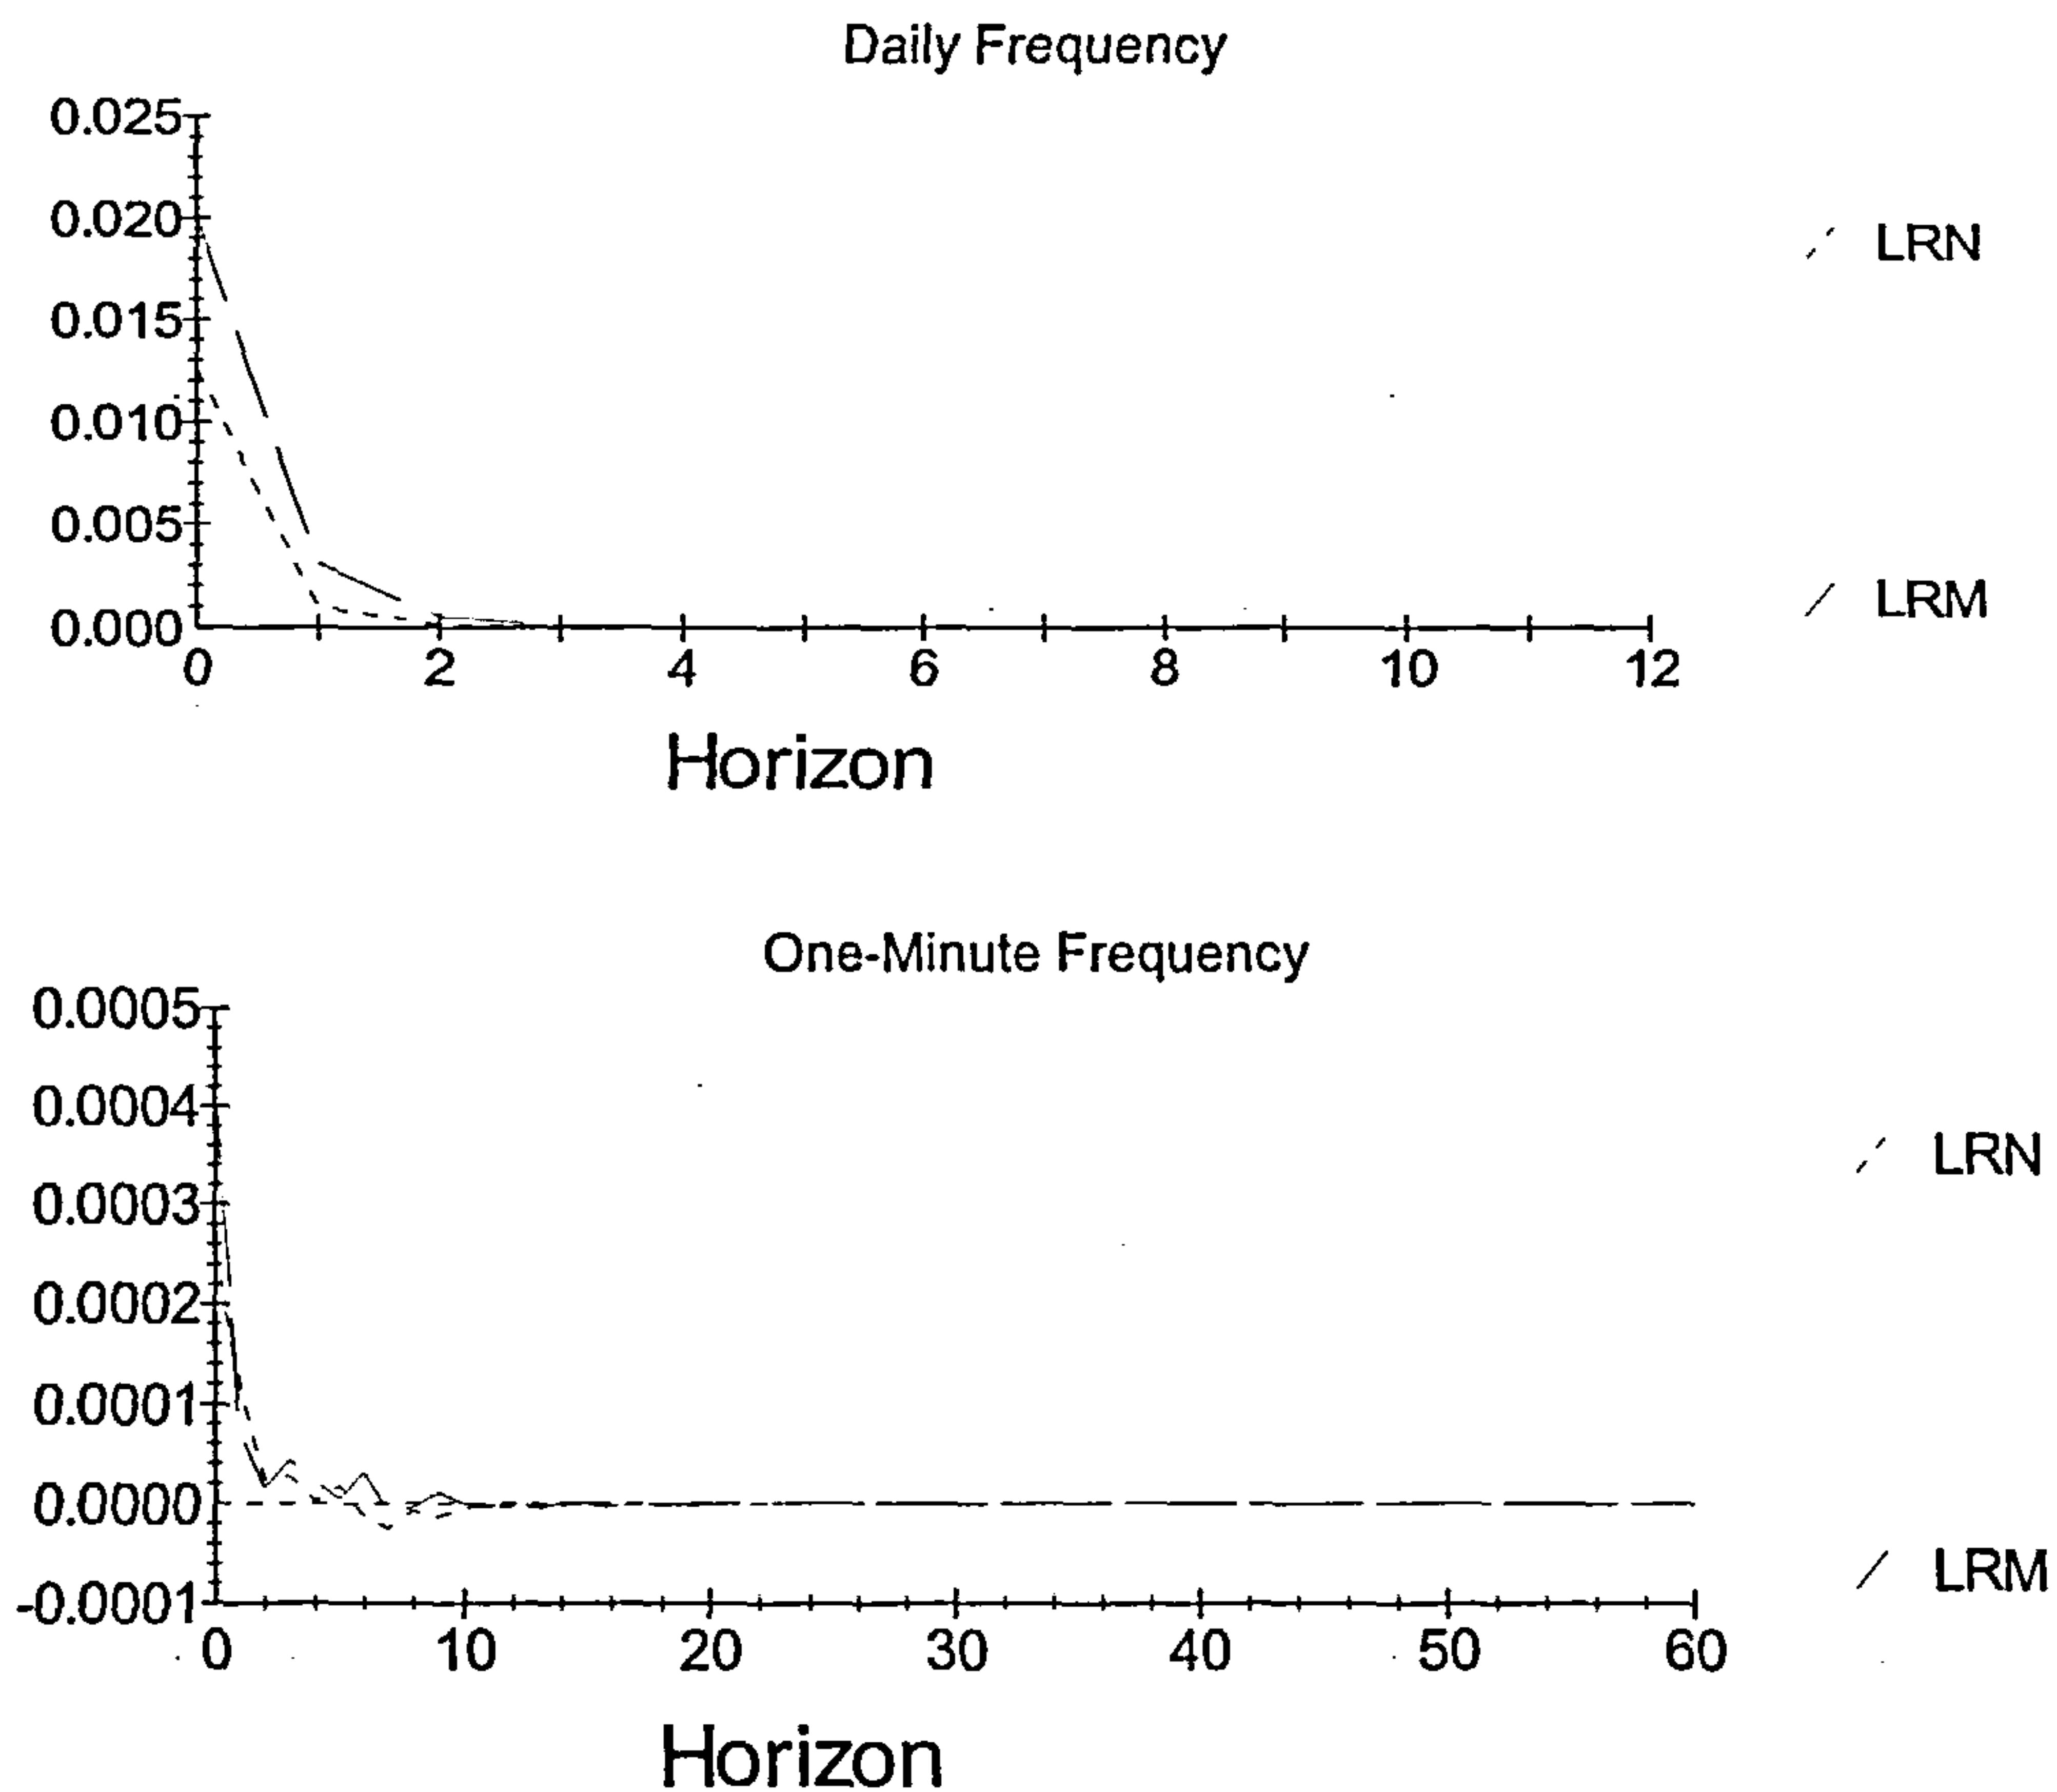 Daily Frequency
0.025
0.020
0.015
0.010
0.005
0.000
0 2 4 6 8 10 12
Horizon
LRN
LRM
One-Minute Frequency
0.0005
0.0004
0.0003
0.0002
0.0001
0.0000
-0.0001
0 10 20 30 40 50 60
Horizon
LRN
LRM